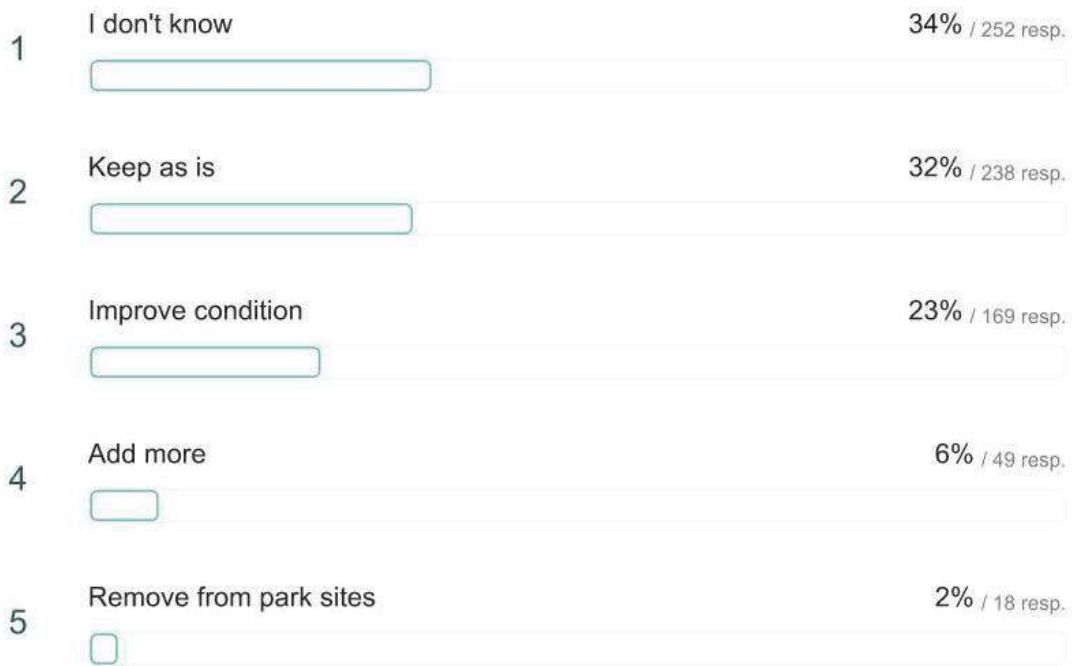 1 I don't know 34% / 252 resp.
2 Keep as is 32% / 238 resp.
3 Improve condition 23% / 169 resp.
4 Add more 6% / 49 resp.
5 Remove from park sites 2% / 18 resp.